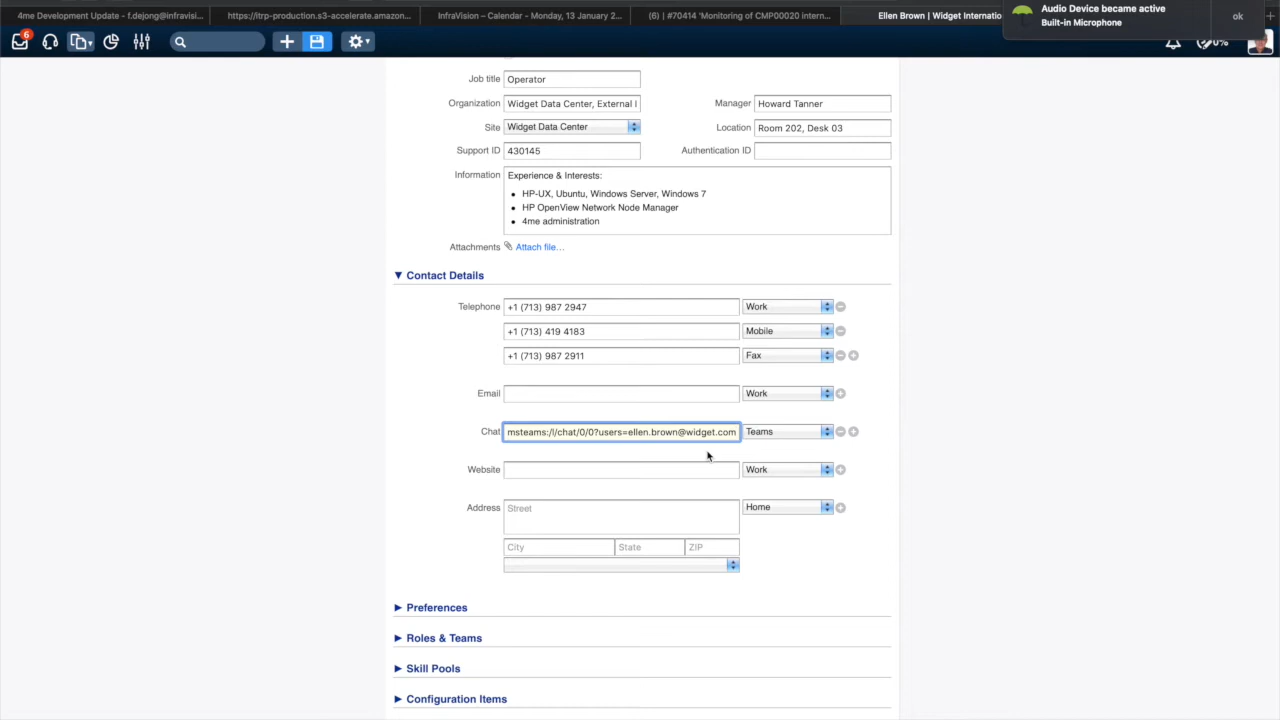 4me Development Update - f.dejong@infravisi...
https://itrp-production.s3-accelerate.amazon...
InfraVision – Calendar - Monday, 13 January 2...
(6) | #70414 'Monitoring of CMP00020 intern...
Ellen Brown | Widget Internatio
Audio Device became active
Built-in Microphone
ok
6
0%
Job title Operator
Organization Widget Data Center, External I
Manager Howard Tanner
Site Widget Data Center
Location Room 202, Desk 03
Support ID 430145
Authentication ID
Information Experience & Interests:
• HP-UX, Ubuntu, Windows Server, Windows 7
• HP OpenView Network Node Manager
• 4me administration
Attachments Attach file…
▼ Contact Details
Telephone +1 (713) 987 2947 Work
+1 (713) 419 4183 Mobile
+1 (713) 987 2911 Fax
Email Work
Chat msteams:/l/chat/0/0?users=ellen.brown@widget.com Teams
Website Work
Address Street Home
City State ZIP
▶ Preferences
▶ Roles & Teams
▶ Skill Pools
▶ Configuration Items